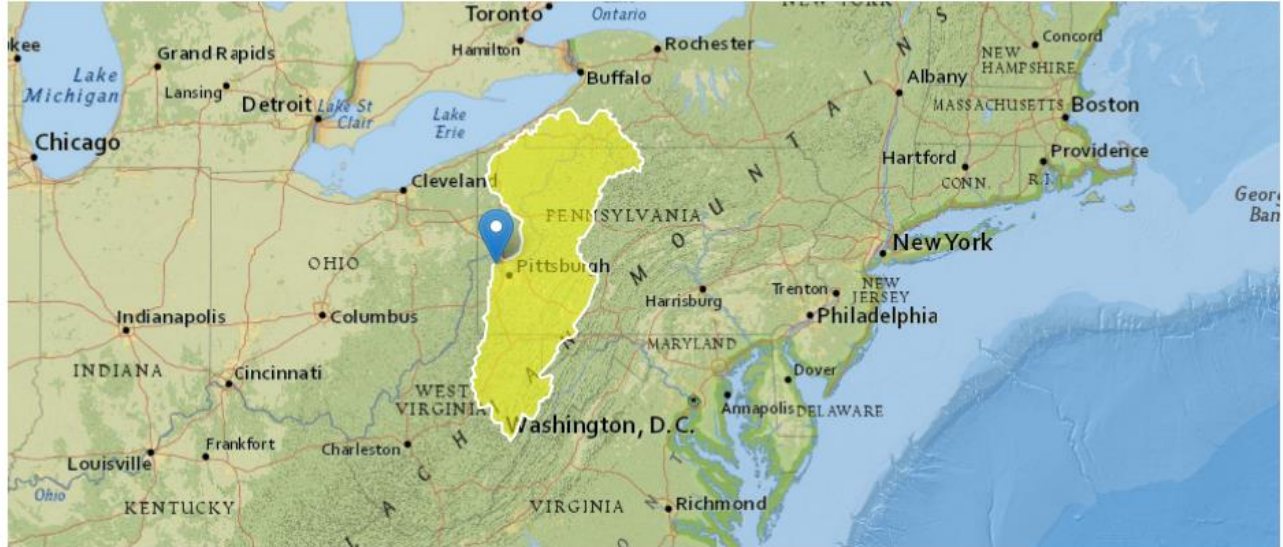 Toronto
Ontario
NEW YORK
kee
Grand Rapids
Hamilton
Rochester
Concord
NEW
HAMPSHIRE
Lake
Michigan
Lansing
Detroit
Lake St
Clair
Buffalo
Albany
MASSACHUSETTS
Boston
Lake
Erie
Chicago
Hartford
Providence
CONN.
R.I.
Cleveland
Geor
Ban
PENNSYLVANIA
MOUNTAINS
New York
OHIO
Pittsburgh
Harrisburg
Trenton
NEW
JERSEY
Indianapolis
Columbus
Philadelphia
MARYLAND
INDIANA
Cincinnati
Dover
WEST
VIRGINIA
Annapolis
DELAWARE
Washington, D.C.
Frankfort
Charleston
Louisville
Ohio
KENTUCKY
VIRGINIA
Richmond